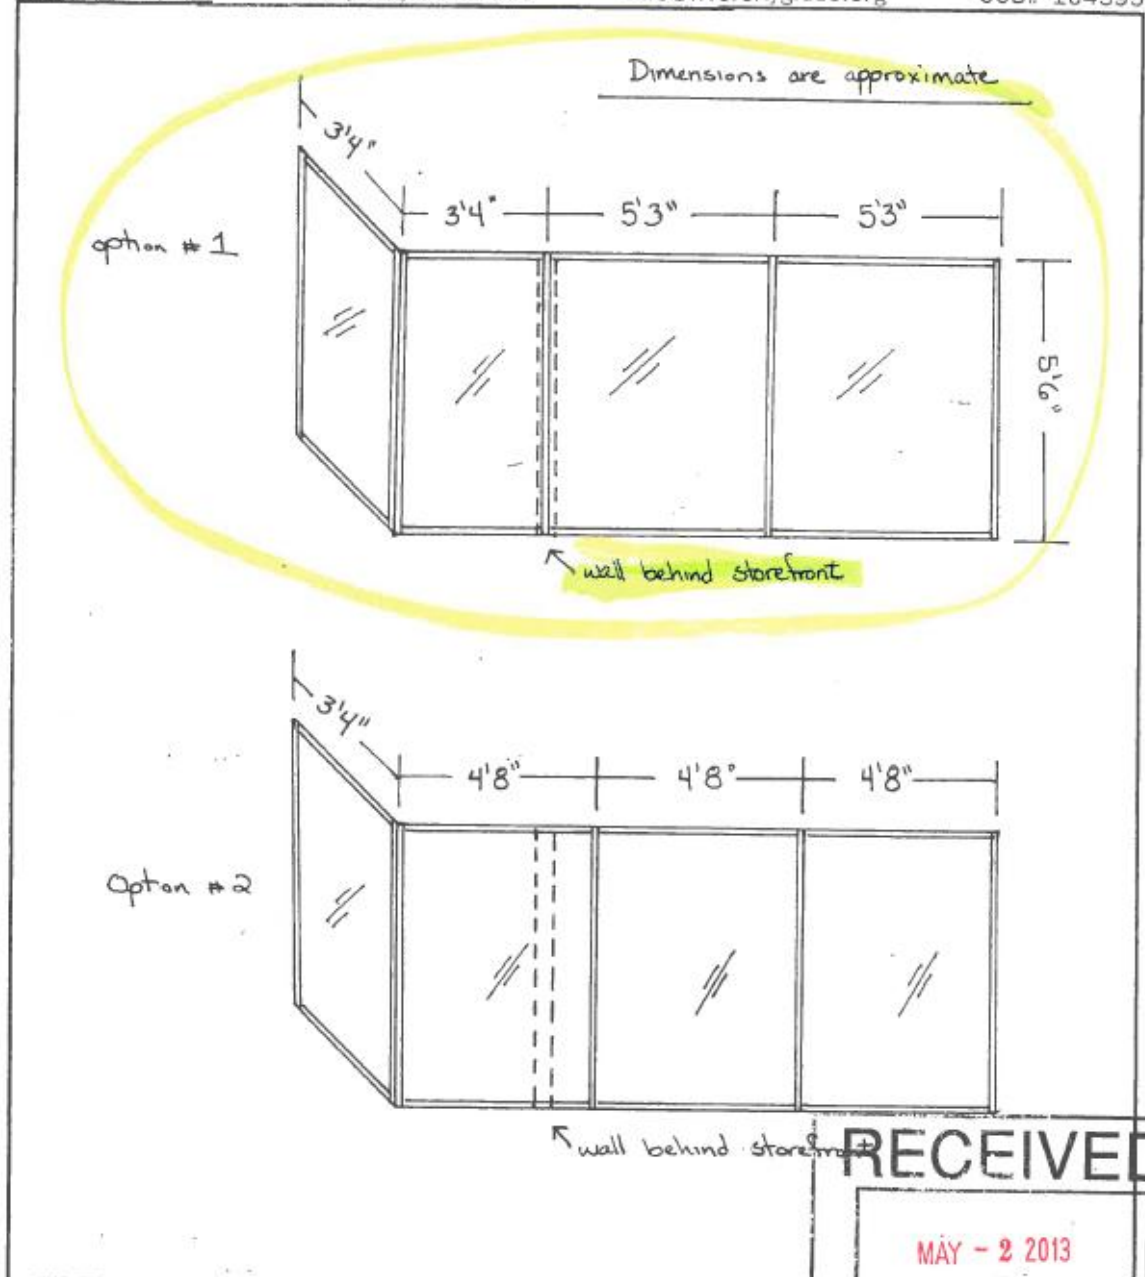 Dimensions are approximate
3'4"
3'4" 5'3" 5'3"
option # 1
5'6"
wall behind storefront
3'4"
4'8" 4'8" 4'8"
Option # 2
wall behind storefront
RECEIVED
MAY - 2 2013